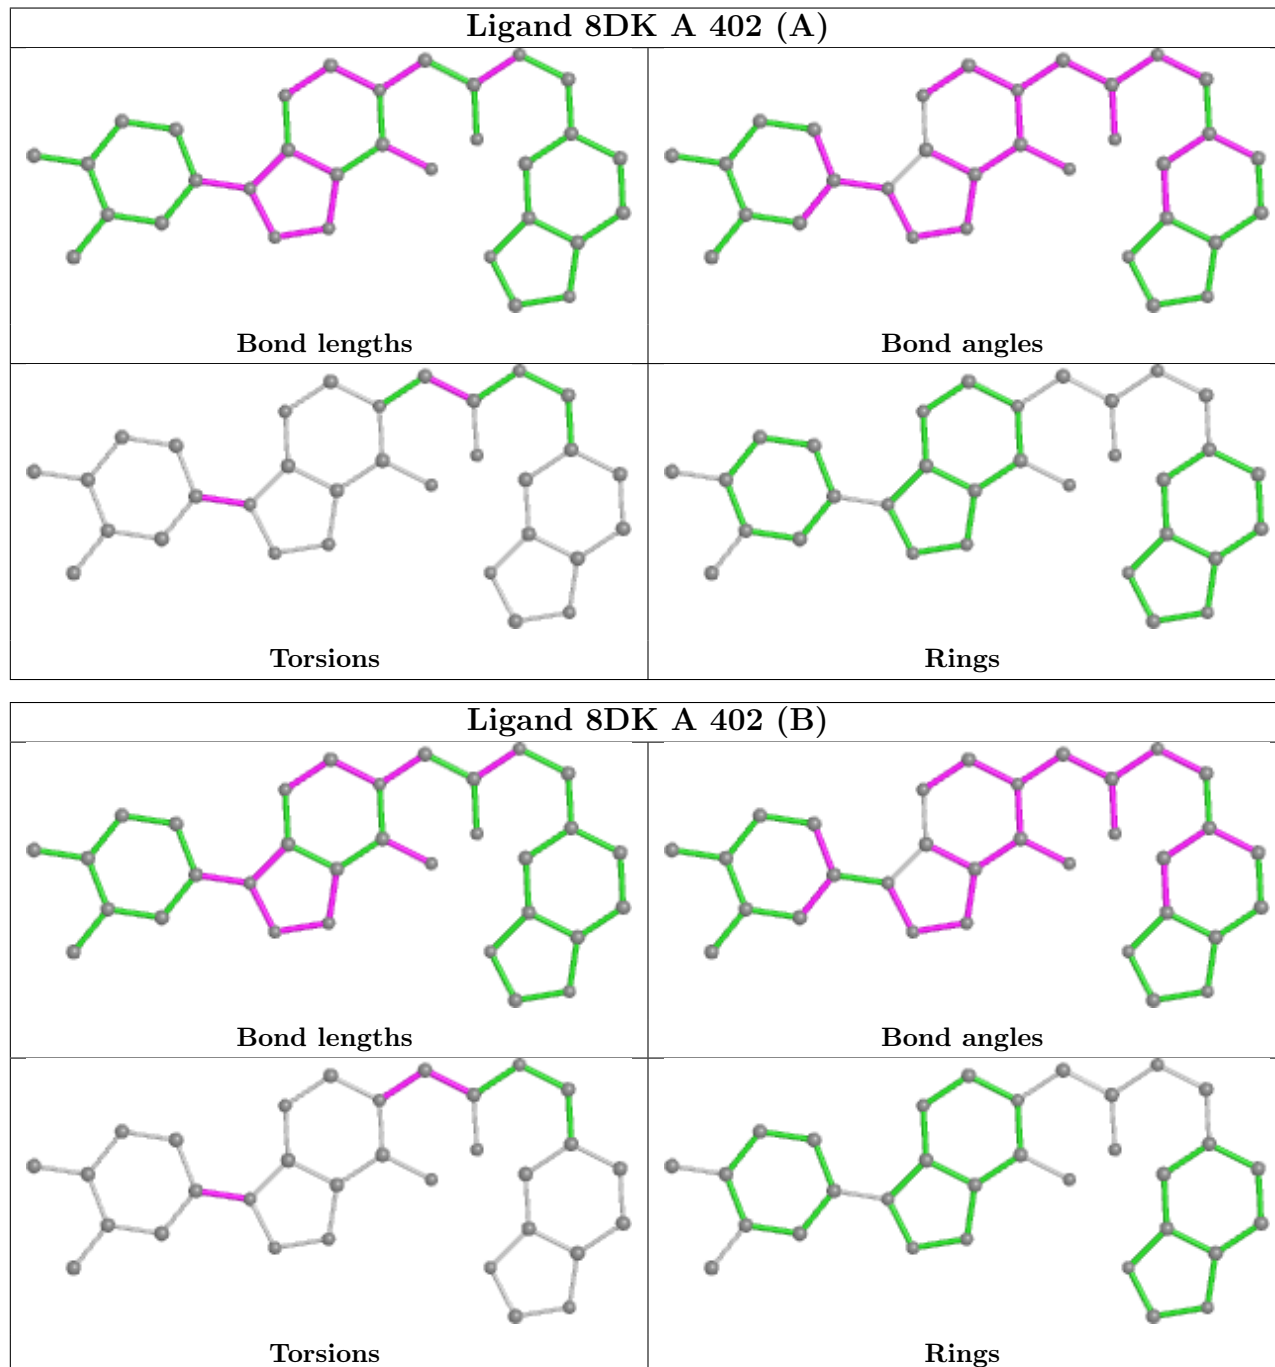 Ligand 8DK A 402 (A)
Bond lengths
Bond angles
Torsions
Rings
Ligand 8DK A 402 (B)
Bond lengths
Bond angles
Torsions
Rings